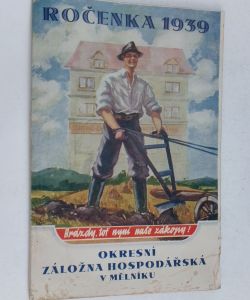 ROČENKA 1939
Brázdy, toť nyní naše zákopy!
OKRESNÍ
ZÁLOŽNA HOSPODÁŘSKÁ
V MĚLNÍKU